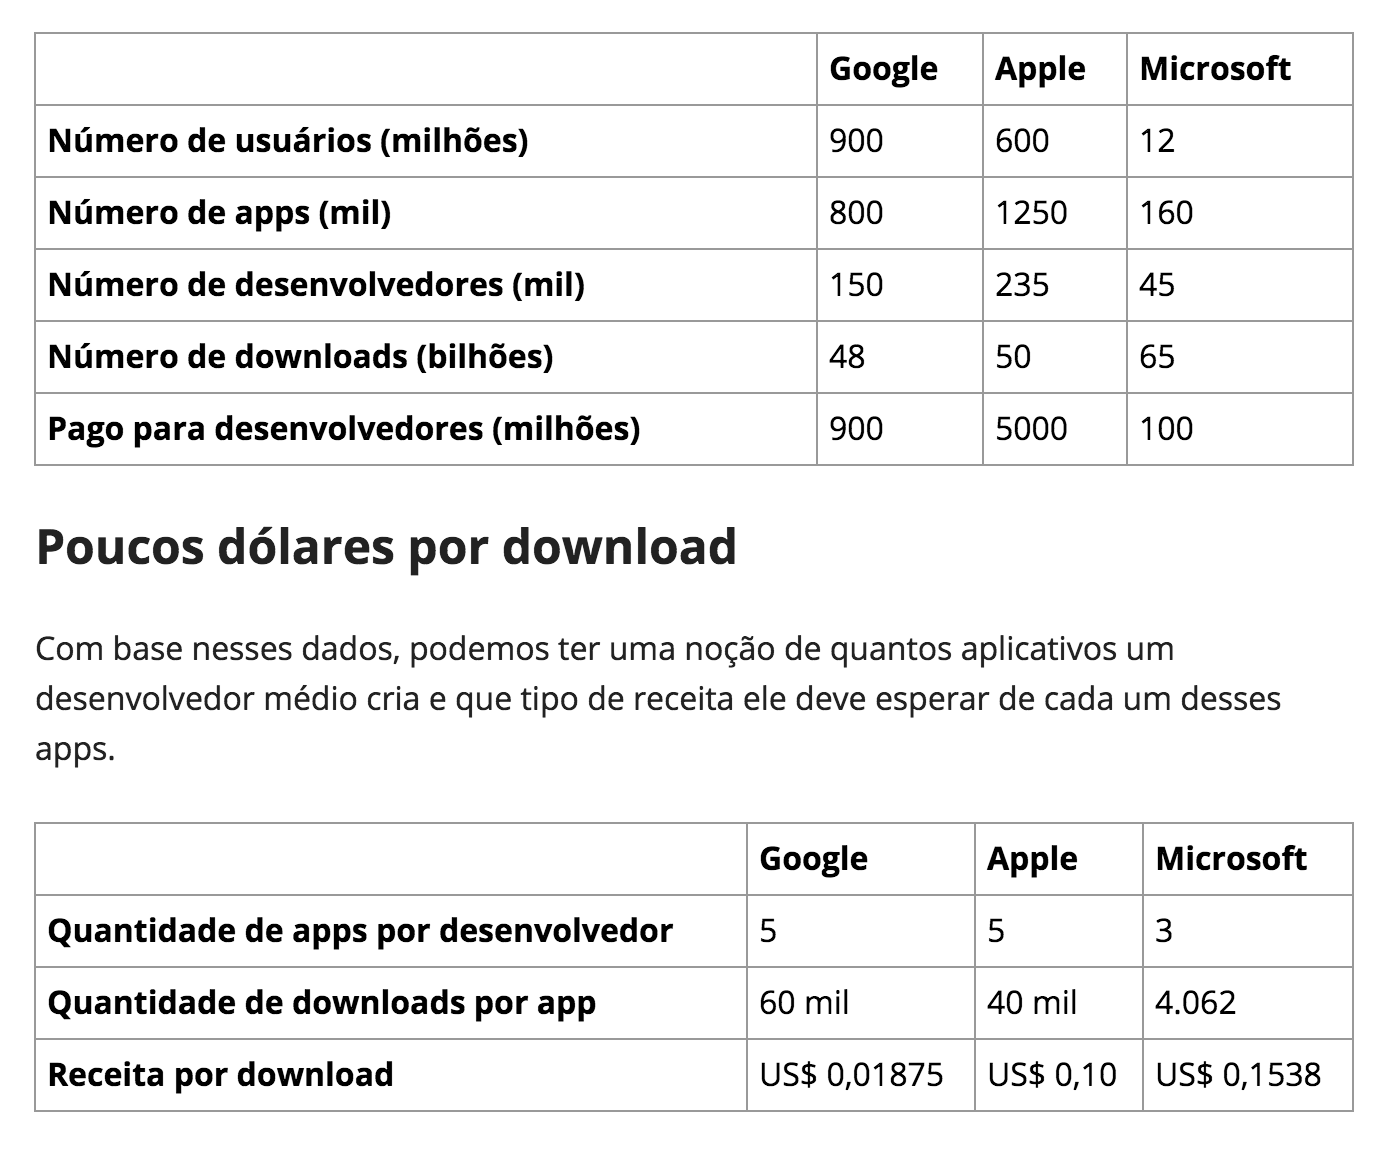 Google Apple Microsoft
Número de usuários (milhões) 900 600 12
Número de apps (mil) 800 1250 160
Número de desenvolvedores (mil) 150 235 45
Número de downloads (bilhões) 48 50 65
Pago para desenvolvedores (milhões) 900 5000 100
Poucos dólares por download
Com base nesses dados, podemos ter uma noção de quantos aplicativos um
desenvolvedor médio cria e que tipo de receita ele deve esperar de cada um desses
apps.
Google Apple Microsoft
Quantidade de apps por desenvolvedor 5 5 3
Quantidade de downloads por app 60 mil 40 mil 4.062
Receita por download US$ 0,01875 US$ 0,10 US$ 0,1538